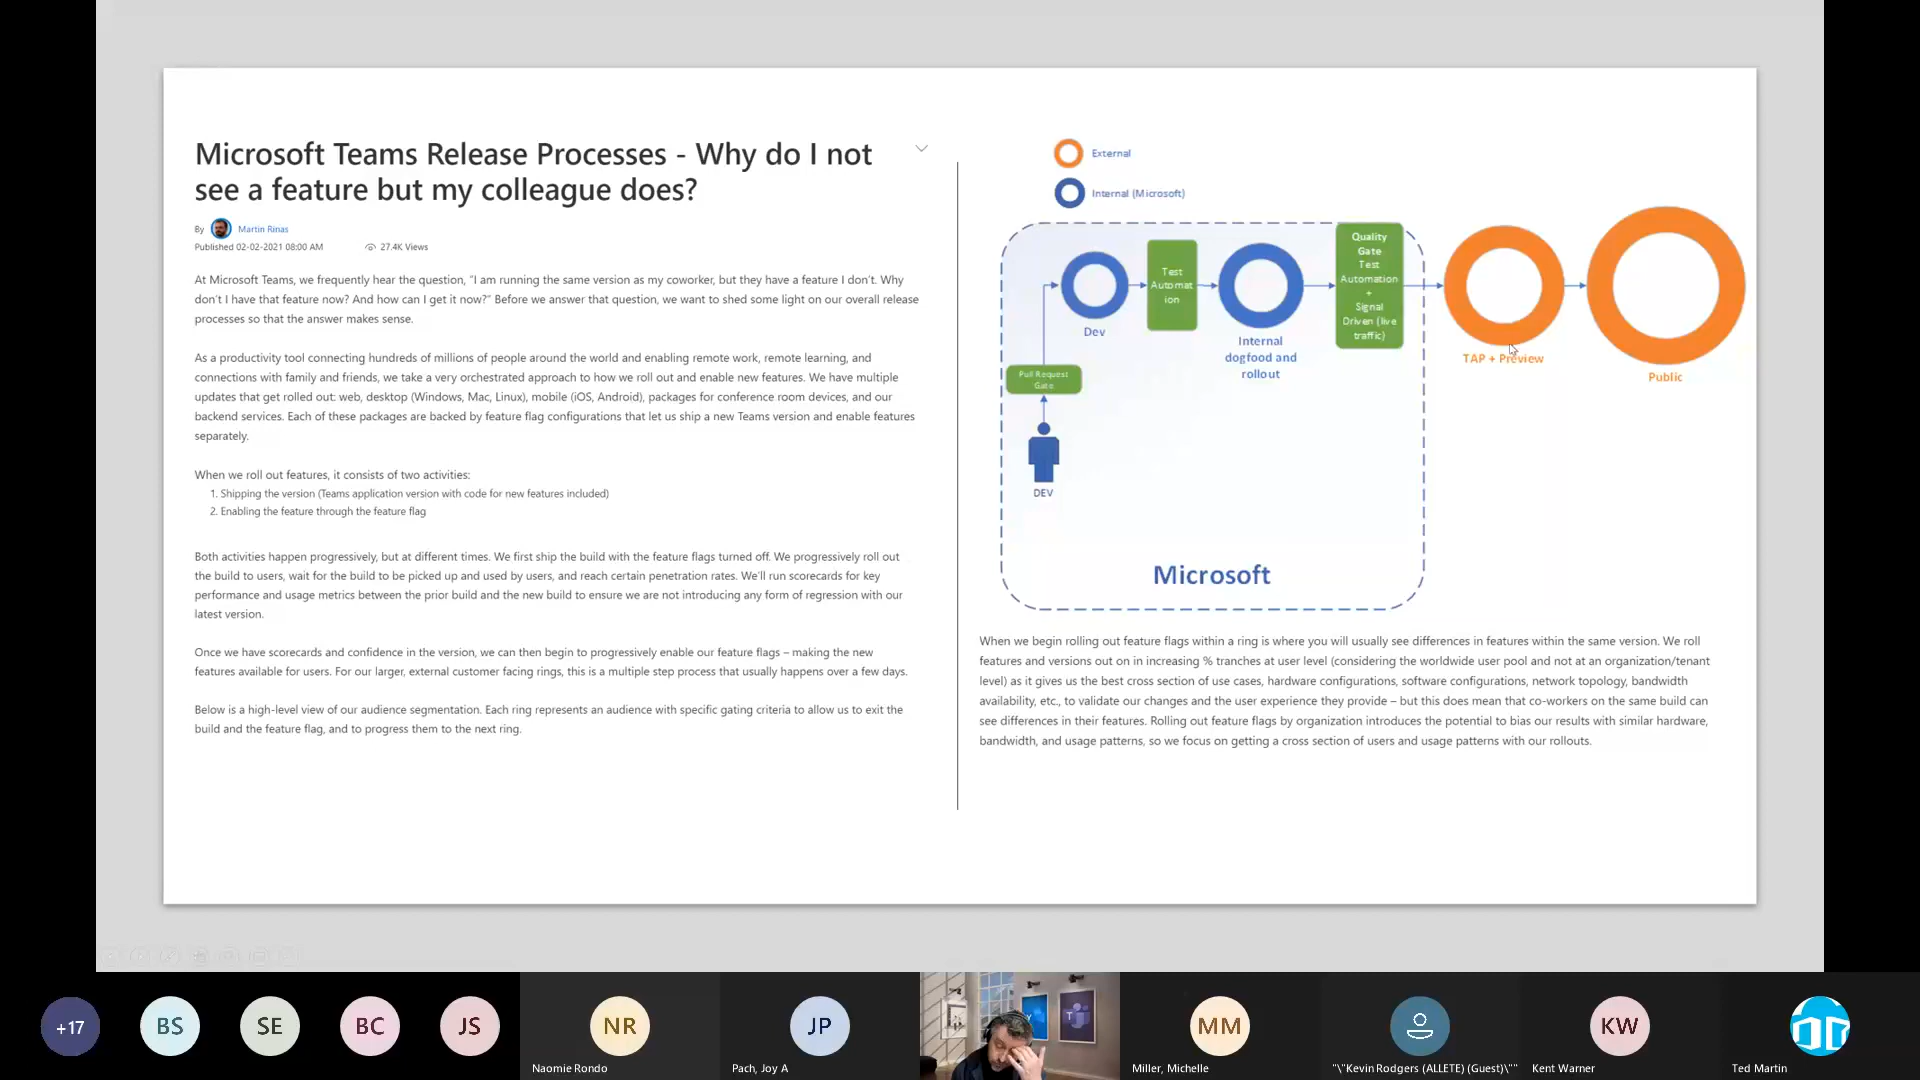 Microsoft Teams Release Processes - Why do I not
see a feature but my colleague does?
By Martin Rinas
Published 02-02-2021 08:00 AM 27.4K Views
At Microsoft Teams, we frequently hear the question, "I am running the same version as my coworker, but they have a feature I don't. Why
don't I have that feature now? And how can I get it now?" Before we answer that question, we want to shed some light on our overall release
processes so that the answer makes sense.
As a productivity tool connecting hundreds of millions of people around the world and enabling remote work, remote learning, and
connections with family and friends, we take a very orchestrated approach to how we roll out and enable new features. We have multiple
updates that get rolled out: web, desktop (Windows, Mac, Linux), mobile (iOS, Android), packages for conference room devices, and our
backend services. Each of these packages are backed by feature flag configurations that let us ship a new Teams version and enable features
separately.
When we roll out features, it consists of two activities:
1. Shipping the version (Teams application version with code for new features included)
2. Enabling the feature through the feature flag
Both activities happen progressively, but at different times. We first ship the build with the feature flags turned off. We progressively roll out
the build to users, wait for the build to be picked up and used by users, and reach certain penetration rates. We'll run scorecards for key
performance and usage metrics between the prior build and the new build to ensure we are not introducing any form of regression with our
latest version.
Once we have scorecards and confidence in the version, we can then begin to progressively enable our feature flags – making the new
features available for users. For our larger, external customer facing rings, this is a multiple step process that usually happens over a few days.
Below is a high-level view of our audience segmentation. Each ring represents an audience with specific gating criteria to allow us to exit the
build and the feature flag, and to progress them to the next ring.
External
Internal (Microsoft)
Pull Request
Gate
DEV
Dev
Test
Automat
ion
Internal
dogfood and
rollout
Quality
Gate
Test
Automation
+
Signal
Driven (live
traffic)
TAP + Preview
Public
Microsoft
When we begin rolling out feature flags within a ring is where you will usually see differences in features within the same version. We roll
features and versions out on in increasing % tranches at user level (considering the worldwide user pool and not at an organization/tenant
level) as it gives us the best cross section of use cases, hardware configurations, software configurations, network topology, bandwidth
availability, etc., to validate our changes and the user experience they provide – but this does mean that co-workers on the same build can
see differences in their features. Rolling out feature flags by organization introduces the potential to bias our results with similar hardware,
bandwidth, and usage patterns, so we focus on getting a cross section of users and usage patterns with our rollouts.
+17
BS
SE
BC
JS
NR
Naomie Rondo
JP
Pach, Joy A
MM
Miller, Michelle
"\"Kevin Rodgers (ALLETE) (Guest)\""
KW
Kent Warner
Ted Martin